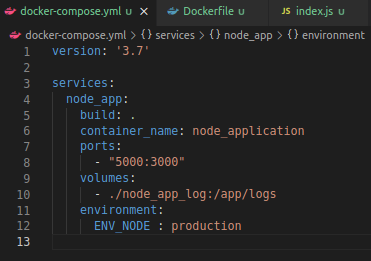 docker-compose.yml U × Dockerfile U JS index.js U
docker-compose.yml > {} services > {} node_app > {} environment
1 version: '3.7'
2
3 services:
4 node_app:
5 build: .
6 container_name: node_application
7 ports:
8 - "5000:3000"
9 volumes:
10 - ./node_app_log:/app/logs
11 environment:
12 ENV_NODE : production
13